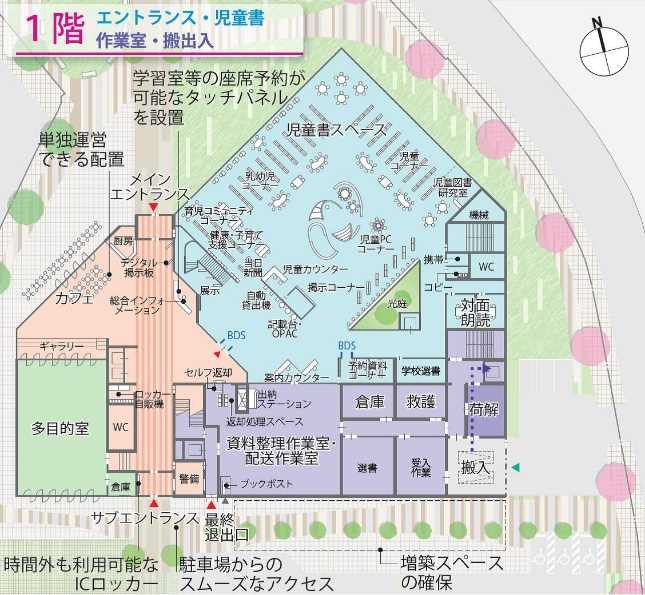 1階
エントランス・児童書
作業室・搬出入
N
学習室等の座席予約が
可能なタッチパネル
を設置
単独運営
できる配置
メイン
エントランス
児童書スペース
乳幼児
コーナー
児童
コーナー
児童図書
研究室
育児コミュニティ
コーナー
健康・子育て
支援コーナー
機械
厨房
デジタル
掲示板
当日
新聞
児童PC
コーナー
携帯
WC
コピー
カフェ
総合インフォ
メーション
展示
児童カウンター
自動
貸出機
掲示コーナー
光庭
対面
朗読
記載台・
OPAC
ギャラリー
BDS
BDS
セルフ返却
案内カウンター
予約資料
コーナー
学校選書
ロッカー
自販機
出納
ステーション
倉庫
救護
荷解
多目的室
WC
返却処理スペース
資料整理作業室・
配送作業室
選書
受入
作業
搬入
倉庫
警備
ブックポスト
サブエントランス
最終
退出口
時間外も利用可能な
ICロッカー
駐車場からの
スムーズなアクセス
増築スペース
の確保